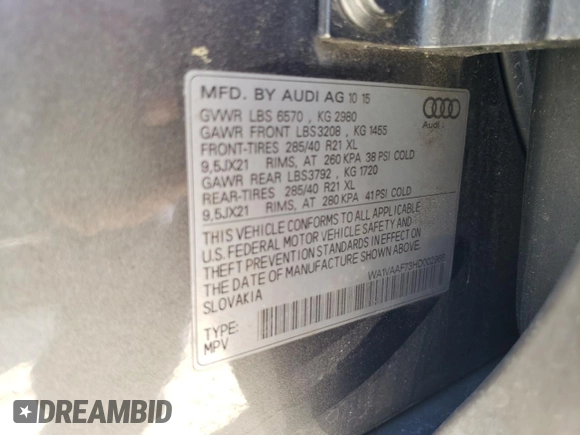 MFD. BY AUDI AG 10 15
GVWR LBS 6570 , KG 2980
GAWR FRONT LBS3208 , KG 1455
FRONT-TIRES 285/40 R21 XL
9,5JX21 RIMS, AT 260 KPA 38 PSI COLD
GAWR REAR LBS3792 , KG 1720
REAR-TIRES 285/40 R21 XL
9,5JX21 RIMS, AT 280 KPA 41 PSI COLD
THIS VEHICLE CONFORMS TO ALL APPLICABLE
U.S. FEDERAL MOTOR VEHICLE SAFETY AND
THEFT PREVENTION STANDARDS IN EFFECT ON
THE DATE OF MANUFACTURE SHOWN ABOVE.
SLOVAKIA
TYPE:
MPV
Audi
DREAMBID